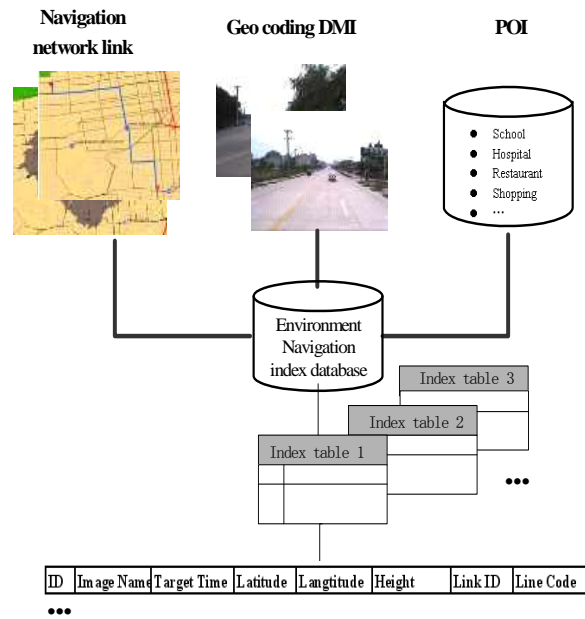 Navigation
network link
Geo coding DMI
POI
● School
● Hospital
● Restaurant
● Shopping
● …
Environment
Navigation
index database
Index table 3
Index table 2
Index table 1
•••
ID Image Name Target Time Latitude Langtitude Height Link ID Line Code
•••